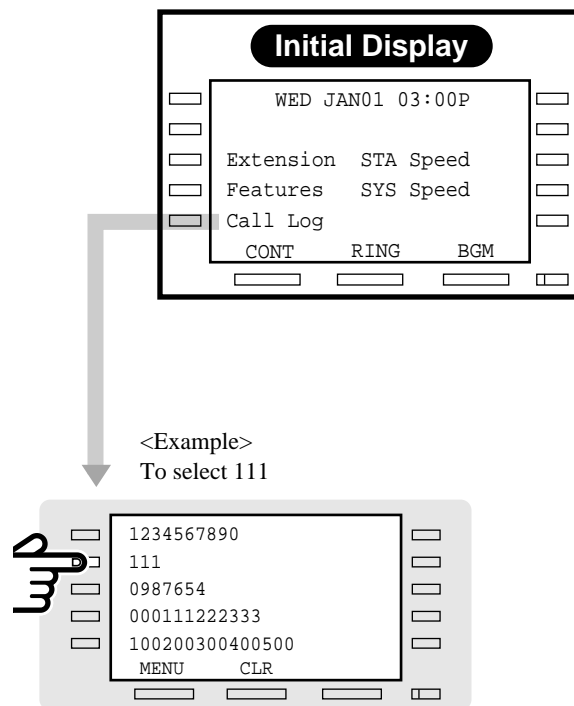 Initial Display
WED JAN01 03:00P
Extension STA Speed
Features SYS Speed
Call Log
CONT RING BGM
<Example>
To select 111
1234567890
111
0987654
000111222333
100200300400500
MENU CLR